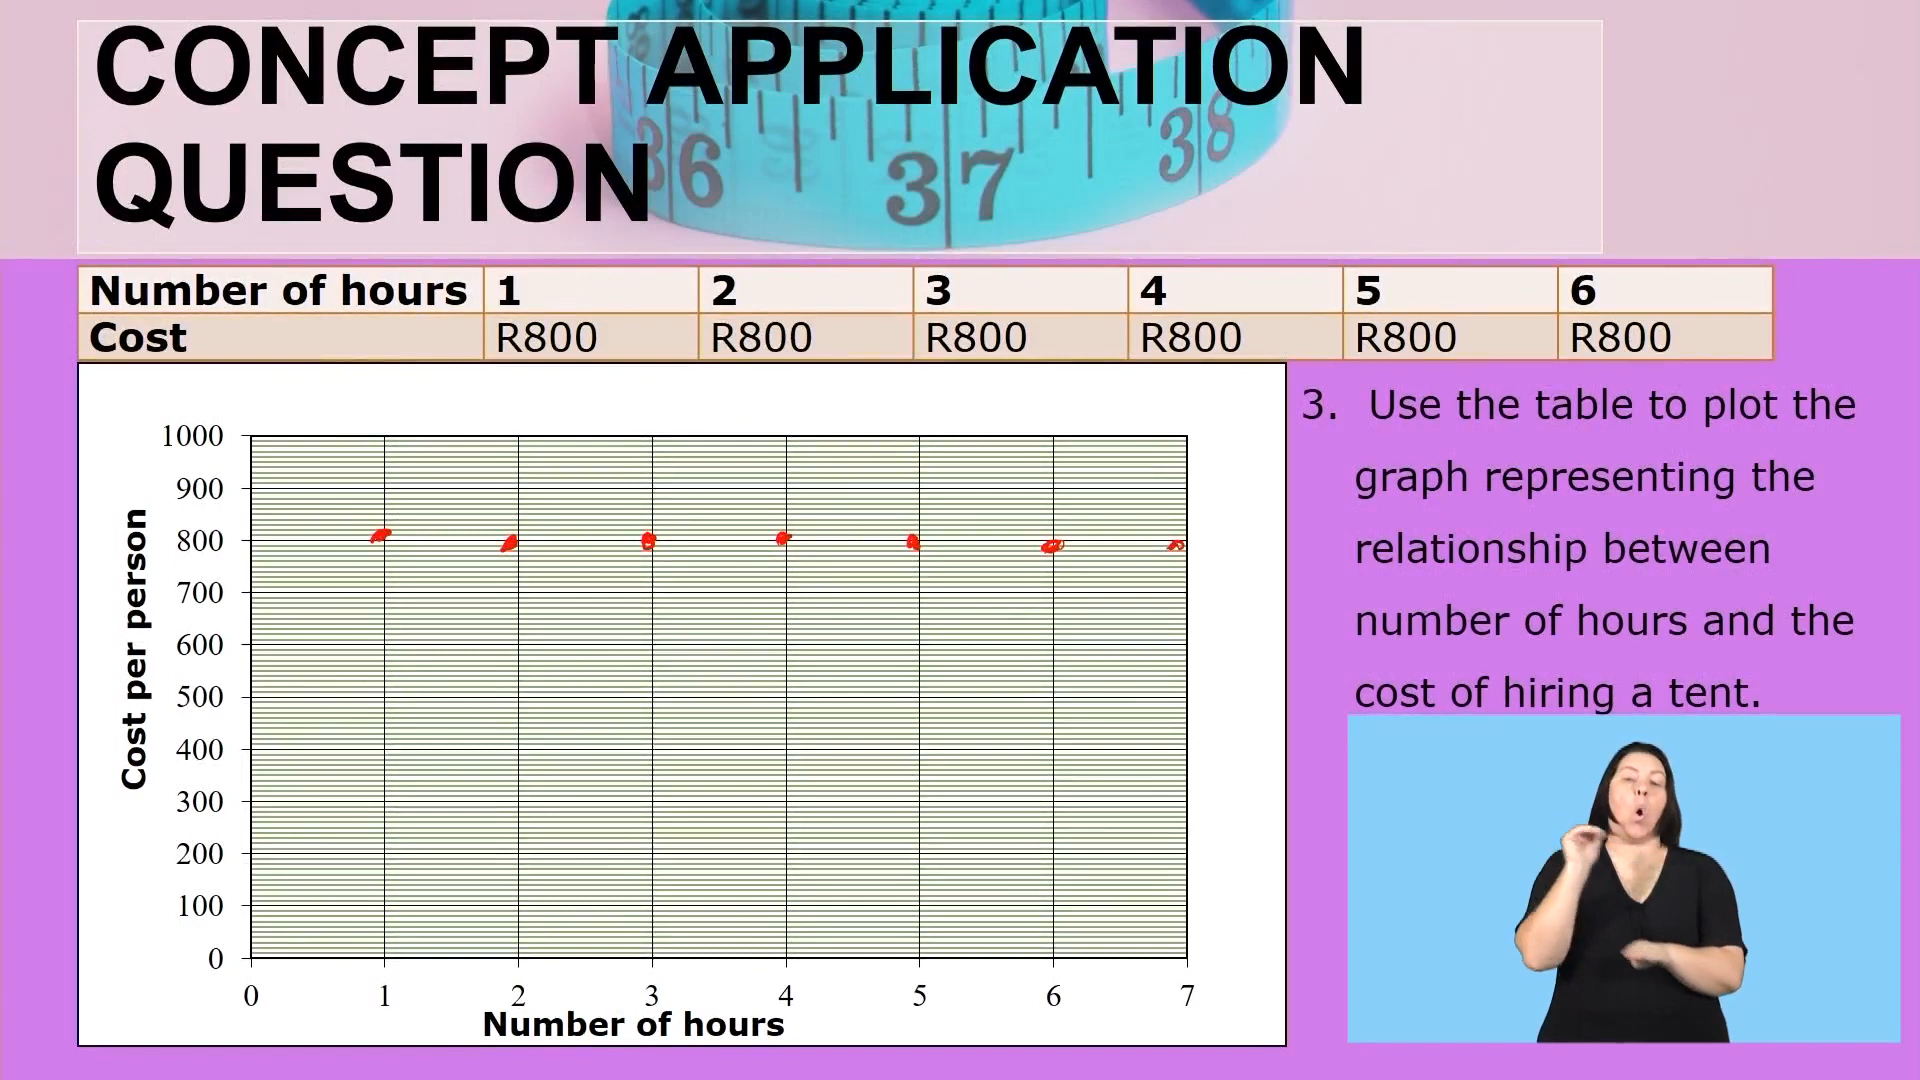 CONCEPT APPLICATION
QUESTION
36 37 38
Number of hours 1 2 3 4 5 6
Cost R800 R800 R800 R800 R800 R800
3. Use the table to plot the
graph representing the
relationship between
number of hours and the
cost of hiring a tent.
Cost per person
1000
900
800
700
600
500
400
300
200
100
0
0 1 2 3 4 5 6 7
Number of hours